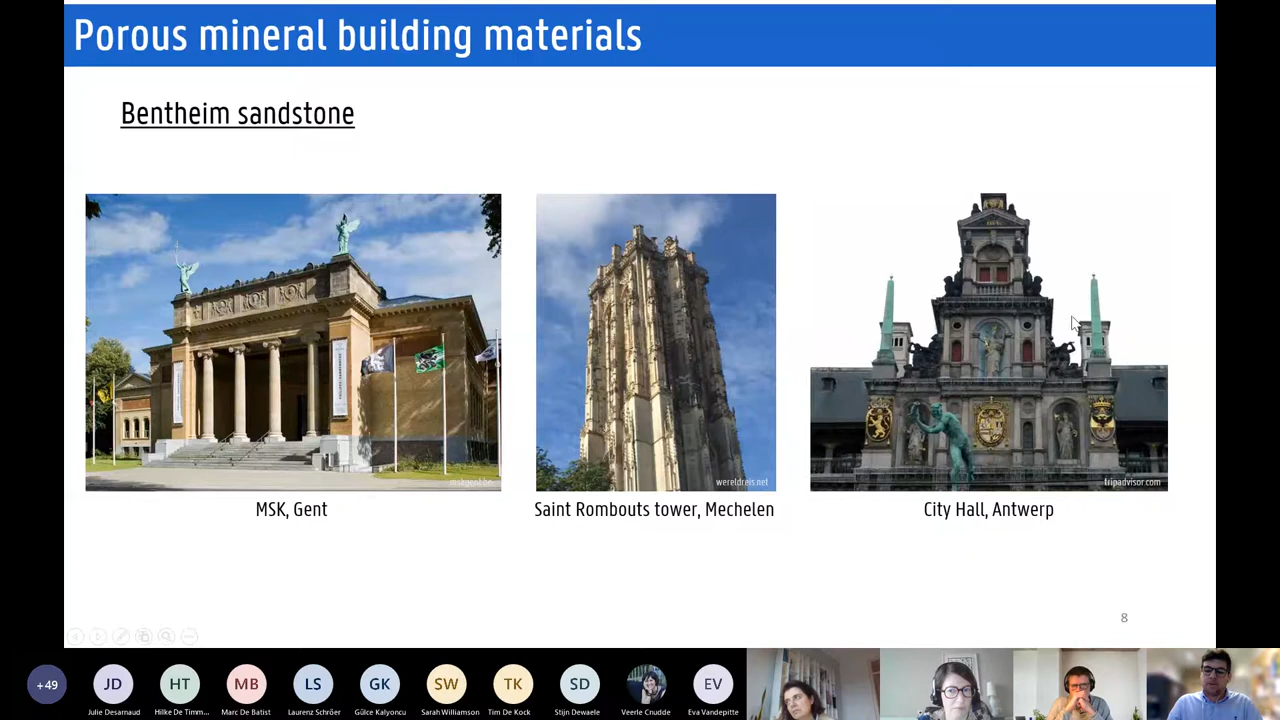 Porous mineral building materials
Bentheim sandstone
mskgent.be
wereldreis.net
tripadvisor.com
MSK, Gent
Saint Rombouts tower, Mechelen
City Hall, Antwerp
8
+49
JD
HT
MB
LS
GK
SW
TK
SD
EV
Julie Desarnaud
Hilke De Timm...
Marc De Batist
Laurenz Schröer
Gülce Kalyoncu
Sarah Williamson
Tim De Kock
Stijn Dewaele
Veerle Cnudde
Eva Vandepitte